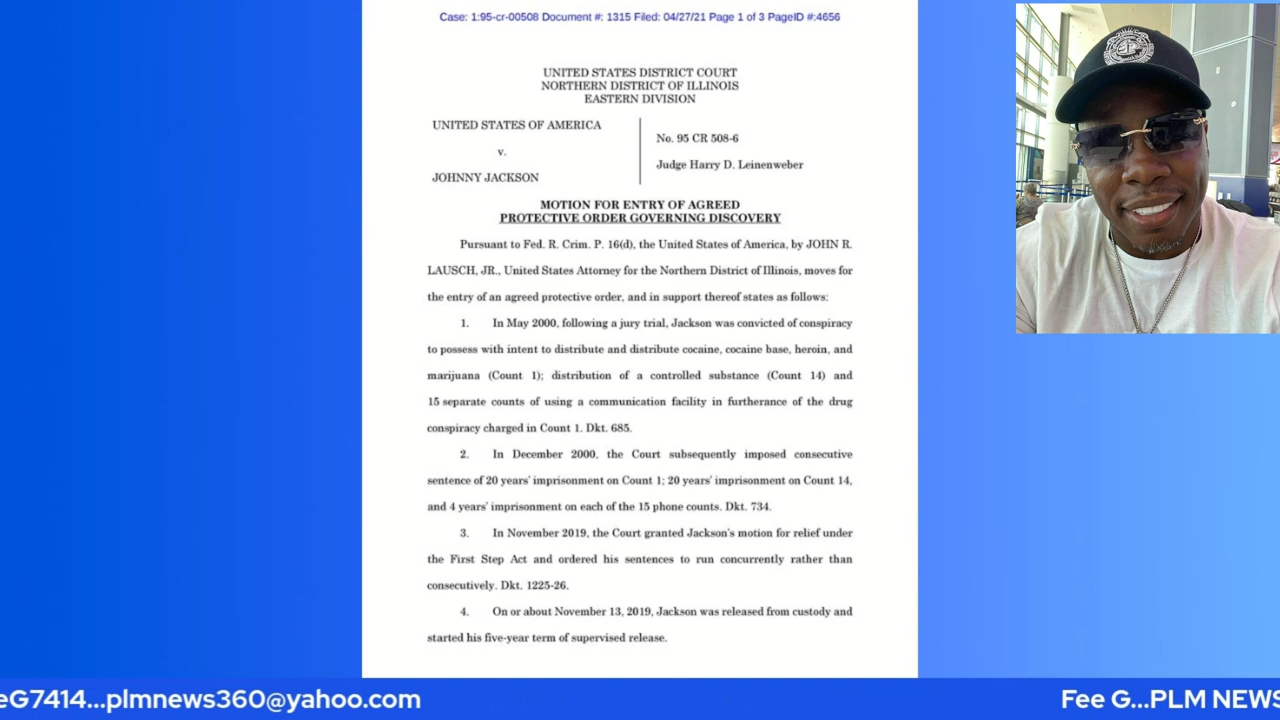 Case: 1:95-cr-00508 Document #: 1315 Filed: 04/27/21 Page 1 of 3 PageID #:4656
UNITED STATES DISTRICT COURT
NORTHERN DISTRICT OF ILLINOIS
EASTERN DIVISION
UNITED STATES OF AMERICA
v.
JOHNNY JACKSON
No. 95 CR 508-6
Judge Harry D. Leinenweber
MOTION FOR ENTRY OF AGREED
PROTECTIVE ORDER GOVERNING DISCOVERY
Pursuant to Fed. R. Crim. P. 16(d), the United States of America, by JOHN R.
LAUSCH, JR., United States Attorney for the Northern District of Illinois, moves for
the entry of an agreed protective order, and in support thereof states as follows:
1. In May 2000, following a jury trial, Jackson was convicted of conspiracy
to possess with intent to distribute and distribute cocaine, cocaine base, heroin, and
marijuana (Count 1); distribution of a controlled substance (Count 14) and
15 separate counts of using a communication facility in furtherance of the drug
conspiracy charged in Count 1. Dkt. 685.
2. In December 2000, the Court subsequently imposed consecutive
sentence of 20 years' imprisonment on Count 1; 20 years' imprisonment on Count 14,
and 4 years' imprisonment on each of the 15 phone counts. Dkt. 734.
3. In November 2019, the Court granted Jackson's motion for relief under
the First Step Act and ordered his sentences to run concurrently rather than
consecutively. Dkt. 1225-26.
4. On or about November 13, 2019, Jackson was released from custody and
started his five-year term of supervised release.
eG7414...plmnews360@yahoo.com
Fee G...PLM NEWS